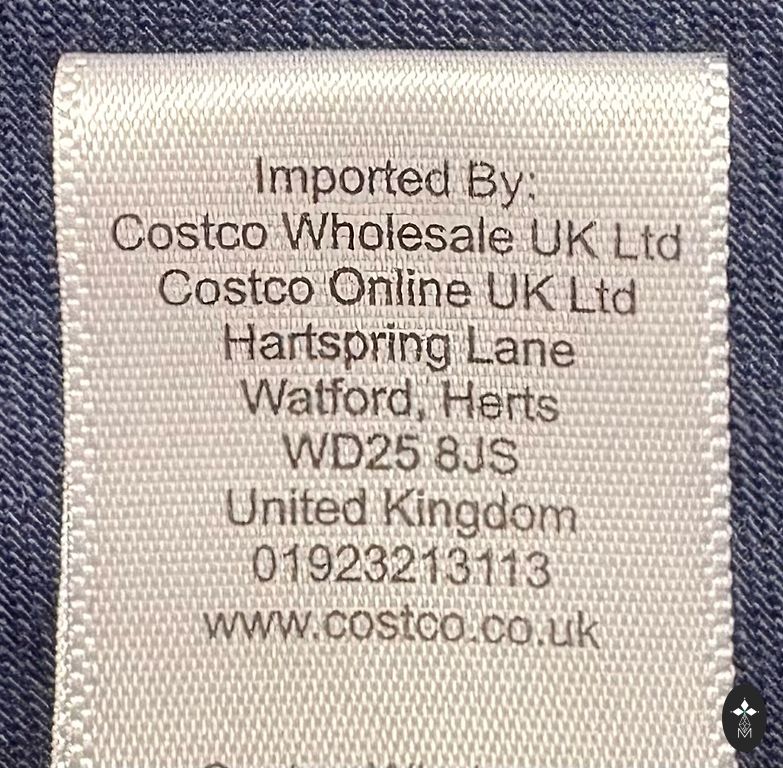 Imported By:
Costco Wholesale UK Ltd
Costco Online UK Ltd
Hartspring Lane
Watford, Herts
WD25 8JS
United Kingdom
01923213113
www.costco.co.uk